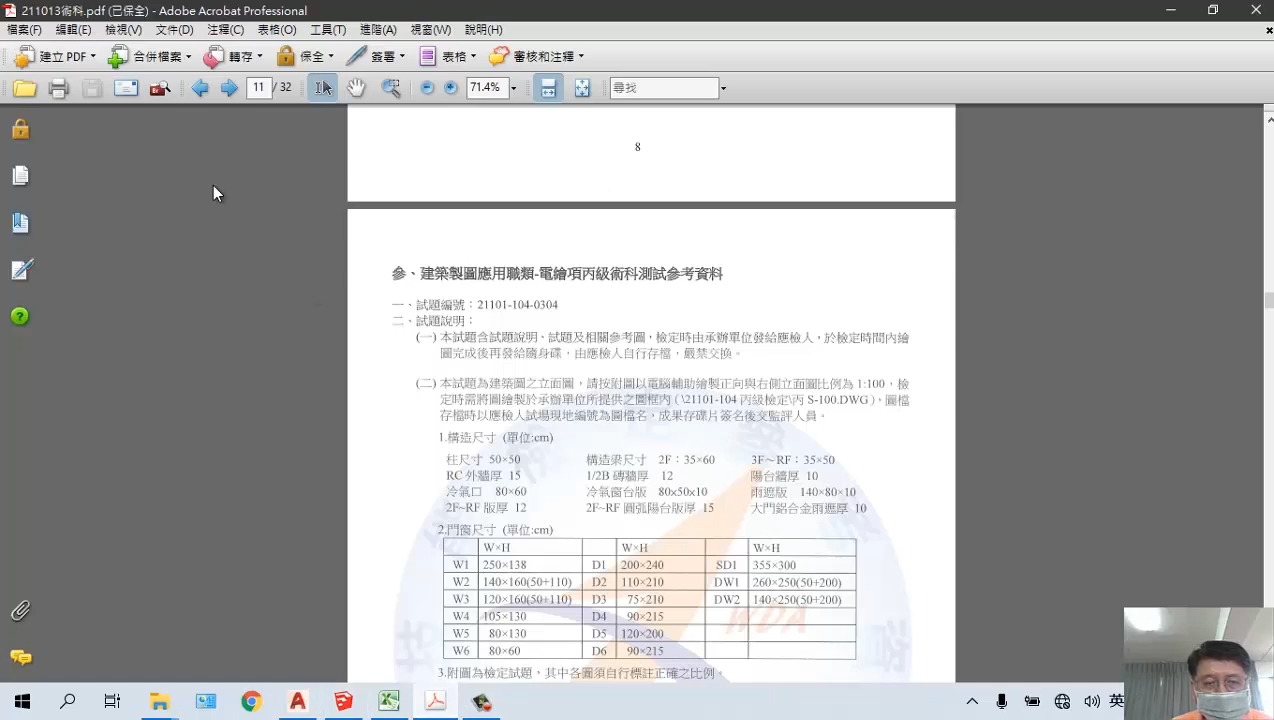 211013術科.pdf (已保全) - Adobe Acrobat Professional
檔案(F) 編輯(E) 檢視(V) 文件(D) 注釋(C) 表格(O) 工具(T) 進階(A) 視窗(W) 說明(H)
建立 PDF 合併檔案 轉存 保全 簽署 表格 審核和注釋
11 / 32 71.4% 尋找
8
參、建築製圖應用職類-電繪項丙級術科測試參考資料
一、試題編號：21101-104-0304
二、試題說明：
(一) 本試題含試題說明、試題及相關參考圖，檢定時由承辦單位發給應檢人，於檢定時間內繪
圖完成後再發給隨身碟，由應檢人自行存檔，嚴禁交換。
(二) 本試題為建築圖之立面圖，請按附圖以電腦輔助繪製正向與右側立面圖比例為 1:100，檢
定時需將圖繪製於承辦單位所提供之圖框內（\21101-104 丙級檢定\丙 S-100.DWG），圖檔
存檔時以應檢人試場現地編號為圖檔名，成果存碟片簽名後交監評人員。
1.構造尺寸 (單位:cm)
柱尺寸 50×50 構造梁尺寸 2F：35×60 3F～RF：35×50
RC 外牆厚 15 1/2B 磚牆厚 12 陽台牆厚 10
冷氣口 80×60 冷氣窗台版 80x50x10 雨遮版 140×80×10
2F~RF 版厚 12 2F~RF 圓弧陽台版厚 15 大門鋁合金雨遮厚 10
2.門窗尺寸 (單位:cm)
W×H W×H W×H
W1 250×138 D1 200×240 SD1 355×300
W2 140×160(50+110) D2 110×210 DW1 260×250(50+200)
W3 120×160(50+110) D3 75×210 DW2 140×250(50+200)
W4 105×130 D4 90×215
W5 80×130 D5 120×200
W6 80×60 D6 90×215
WDA
3.附圖為檢定試題，其中各圖須自行標註正確之比例。
英